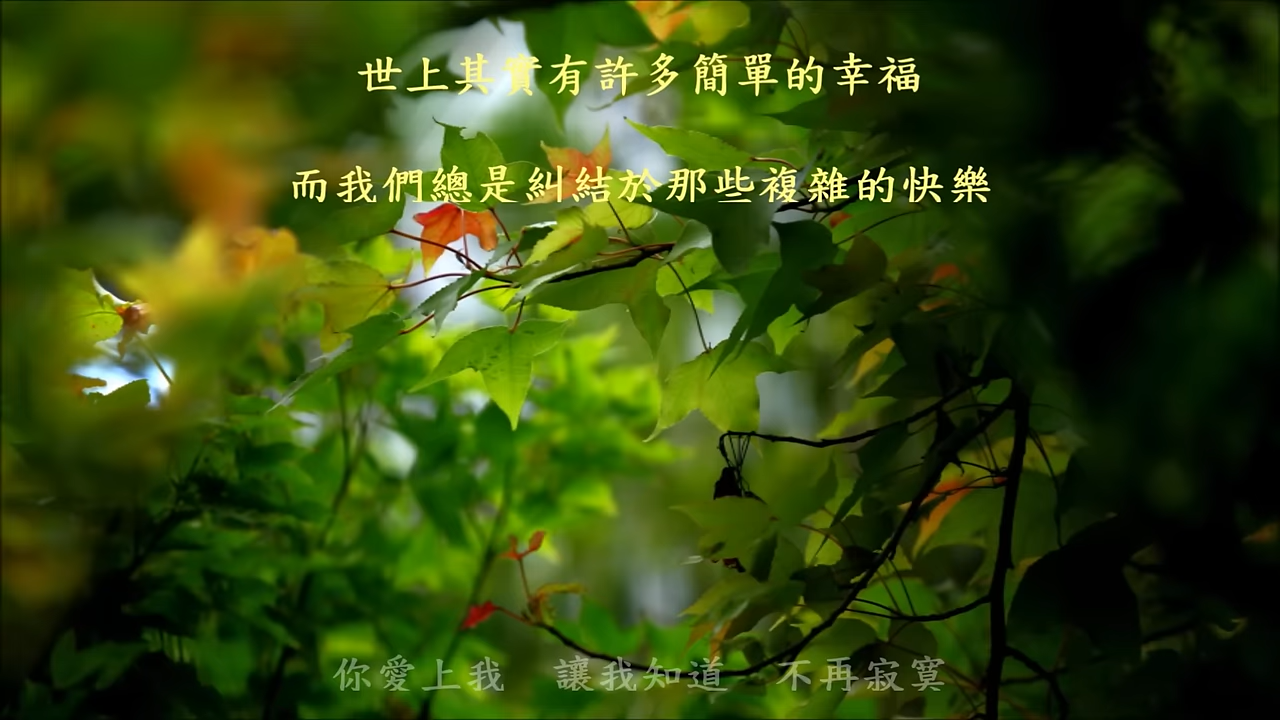 世上其實有許多簡單的幸福
而我們總是糾結於那些複雜的快樂
你愛上我　讓我知道　不再寂寞